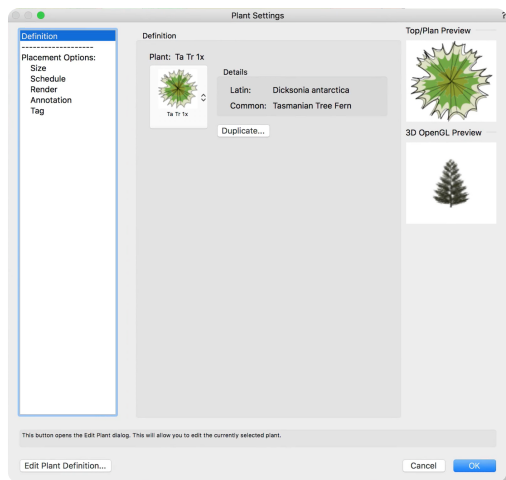 Plant Settings
?
Definition
-------------------
Placement Options:
Size
Schedule
Render
Annotation
Tag
Definition
Plant: Ta Tr 1x
Ta Tr 1x
Details
Latin: Dicksonia antarctica
Common: Tasmanian Tree Fern
Duplicate...
Top/Plan Preview
3D OpenGL Preview
This button opens the Edit Plant dialog. This will allow you to edit the currently selected plant.
Edit Plant Definition...
Cancel
OK